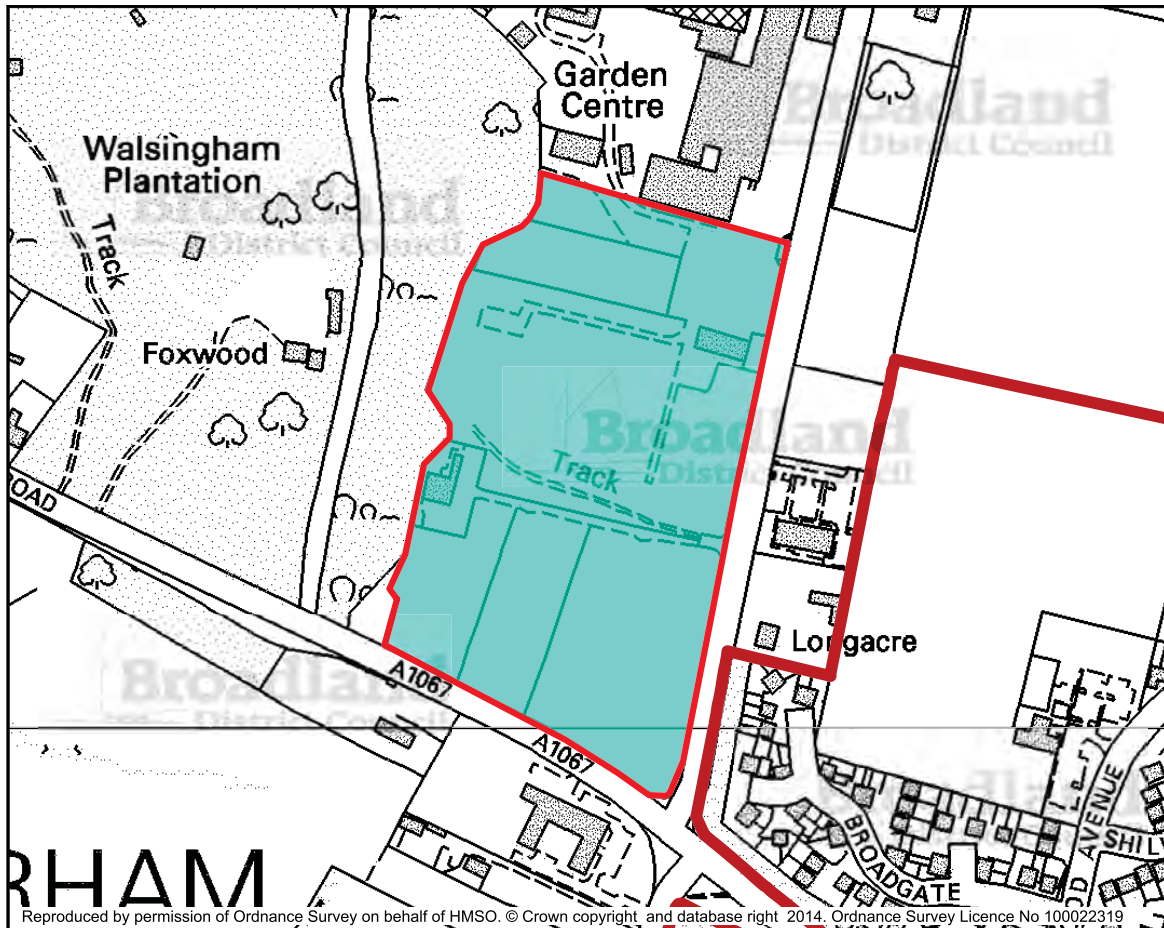 Garden
Centre
Broadland
District Council
Walsingham
Plantation
Broadland
District Council
Track
Foxwood
Broadland
District Council
Track
ROAD
Longacre
Broadland
District Council
A1067
A1067
Broadland
BROADGATE
AVENUE
RHAM
Reproduced by permission of Ordnance Survey on behalf of HMSO. © Crown copyright and database right 2014. Ordnance Survey Licence No 100022319